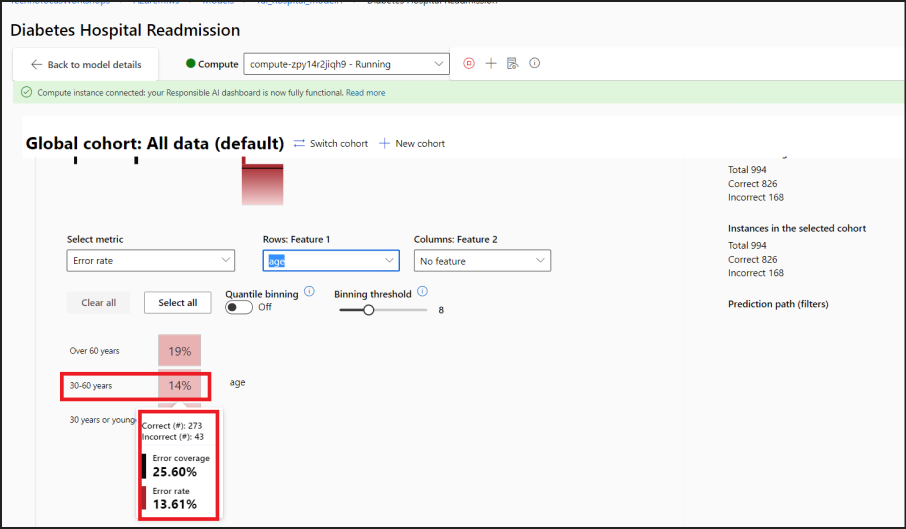 Diabetes Hospital Readmission
Back to model details
Compute
compute-zpy14r2jiqh9 - Running
Compute instance connected: your Responsible AI dashboard is now fully functional. Read more
Global cohort: All data (default)
Switch cohort
New cohort
Total 994
Correct 826
Incorrect 168
Select metric
Rows: Feature 1
Columns: Feature 2
Error rate
age
No feature
Instances in the selected cohort
Total 994
Correct 826
Incorrect 168
Clear all
Select all
Quantile binning
Off
Binning threshold
8
Prediction path (filters)
Over 60 years
19%
30-60 years
14%
age
30 years or young
Correct (#): 273
Incorrect (#): 43
Error coverage
25.60%
Error rate
13.61%